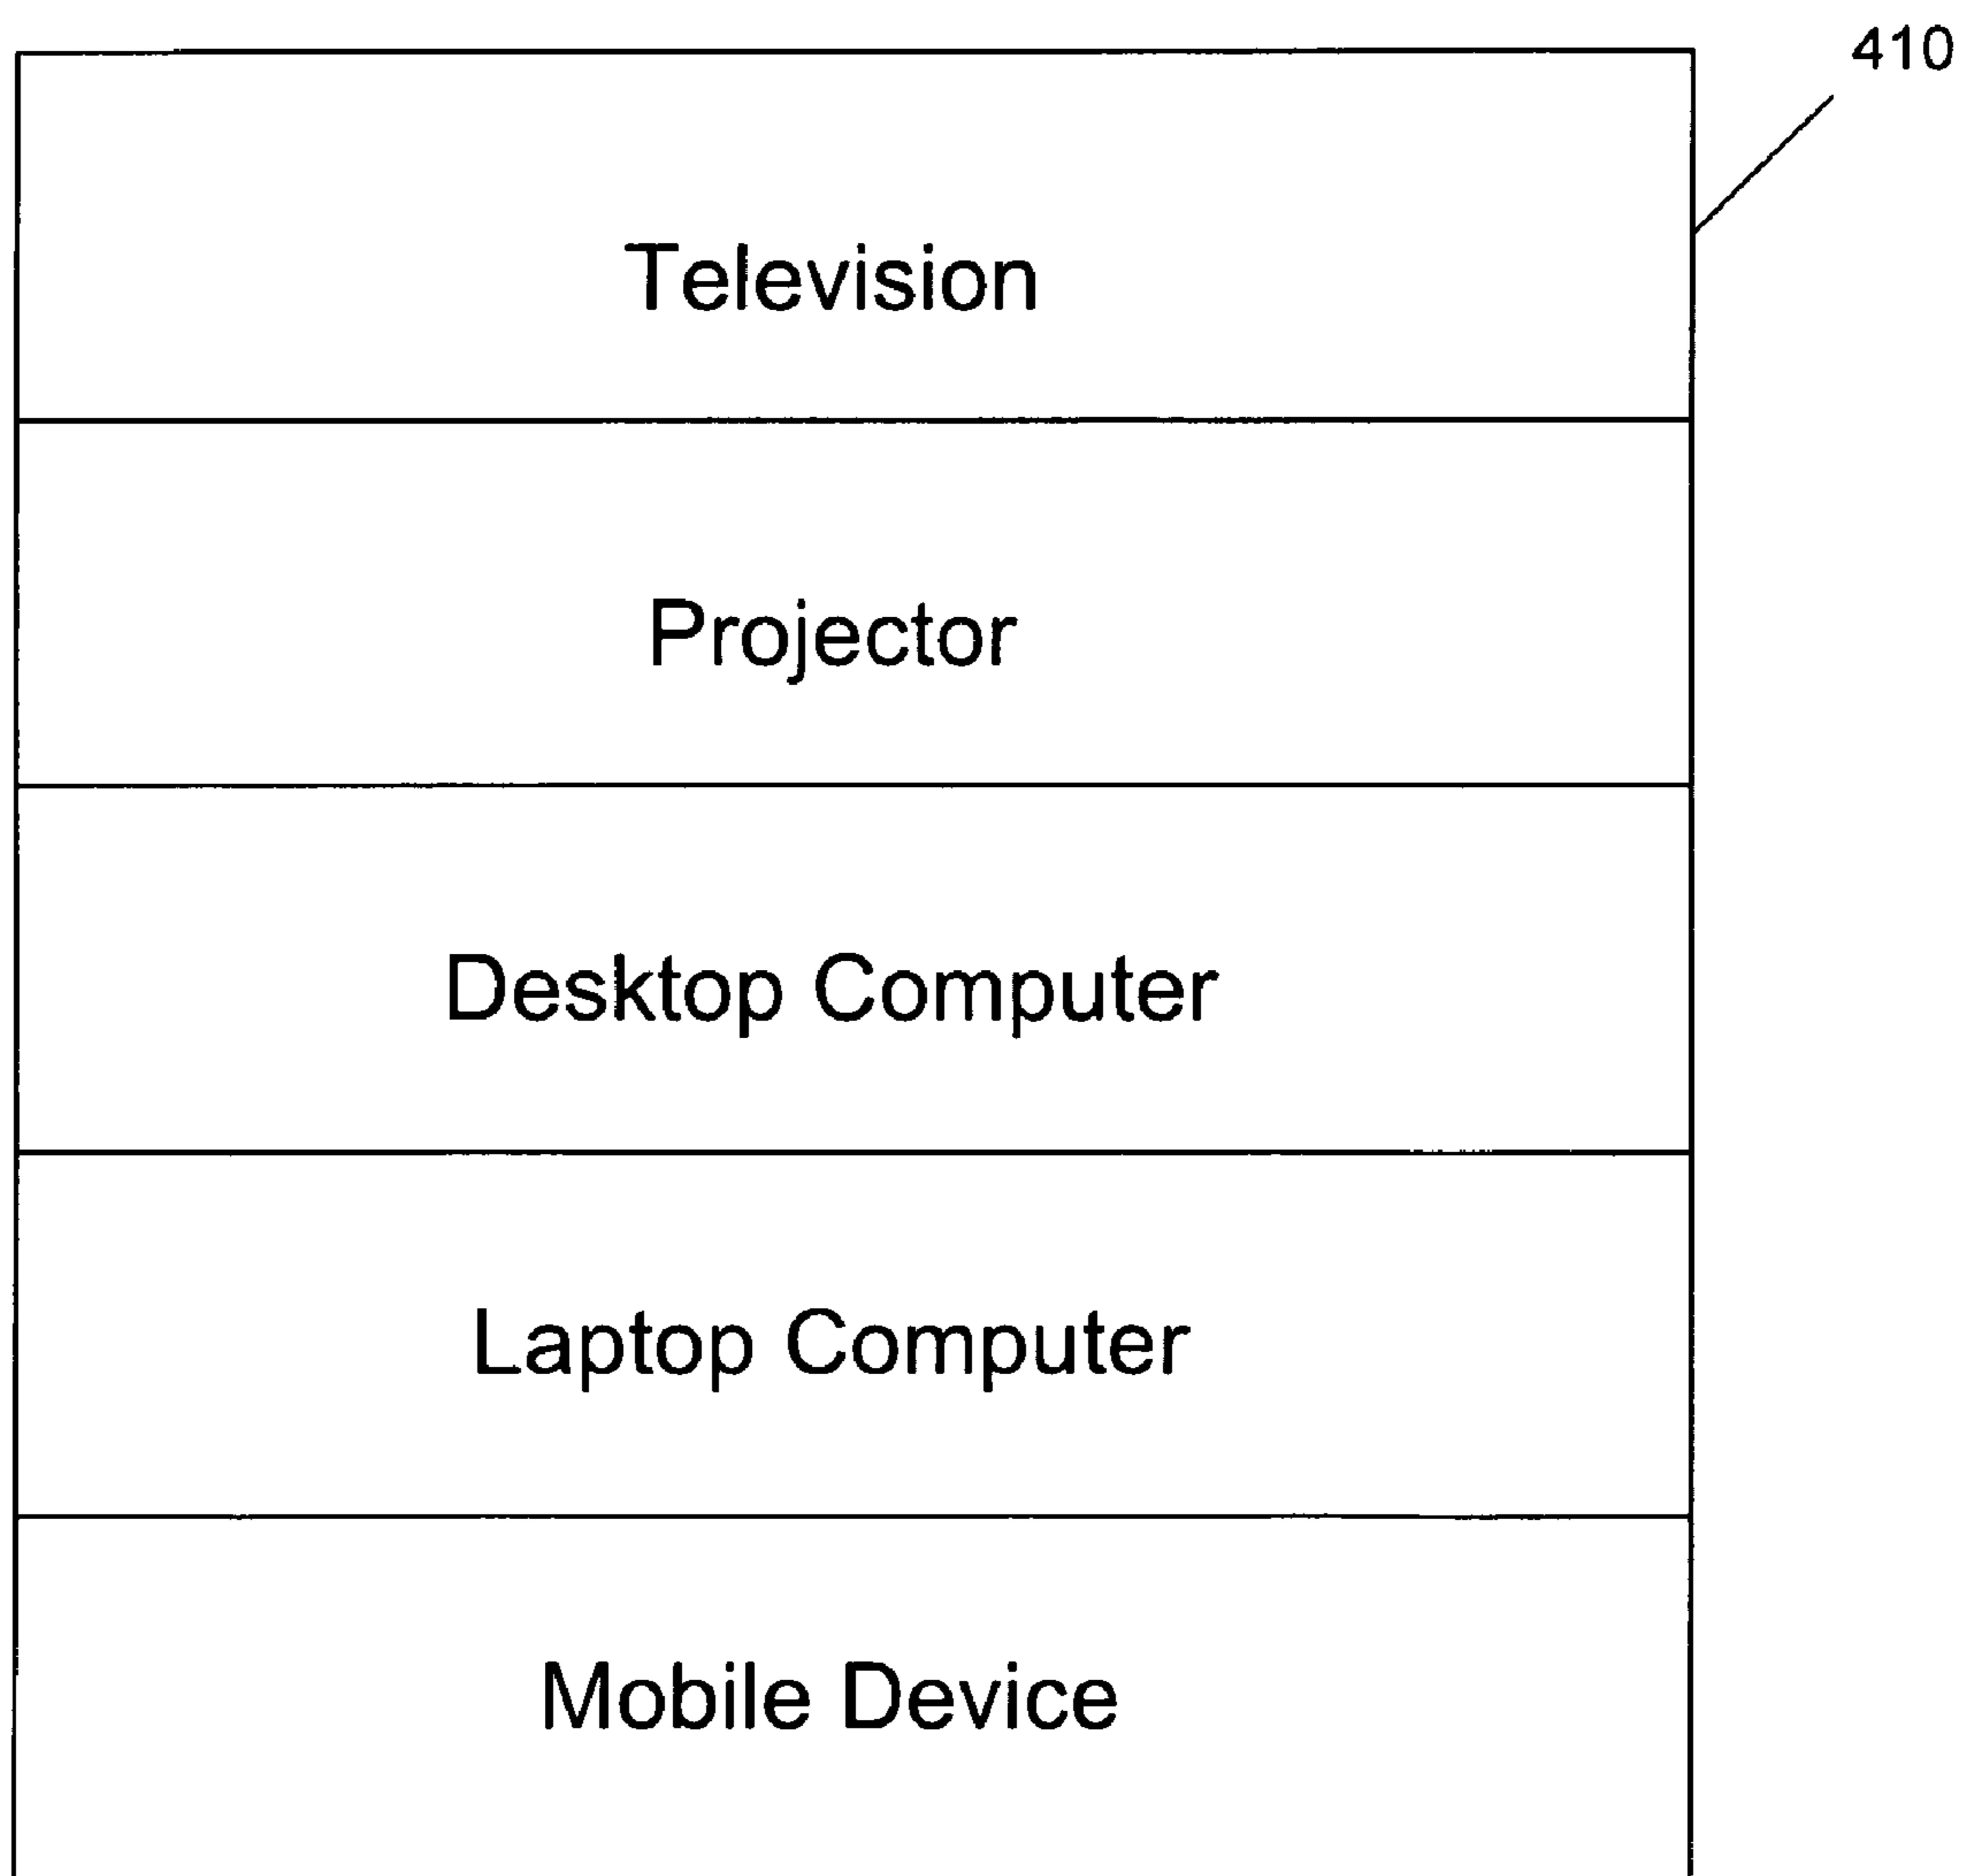 410
Television
Projector
Desktop Computer
Laptop Computer
Mobile Device